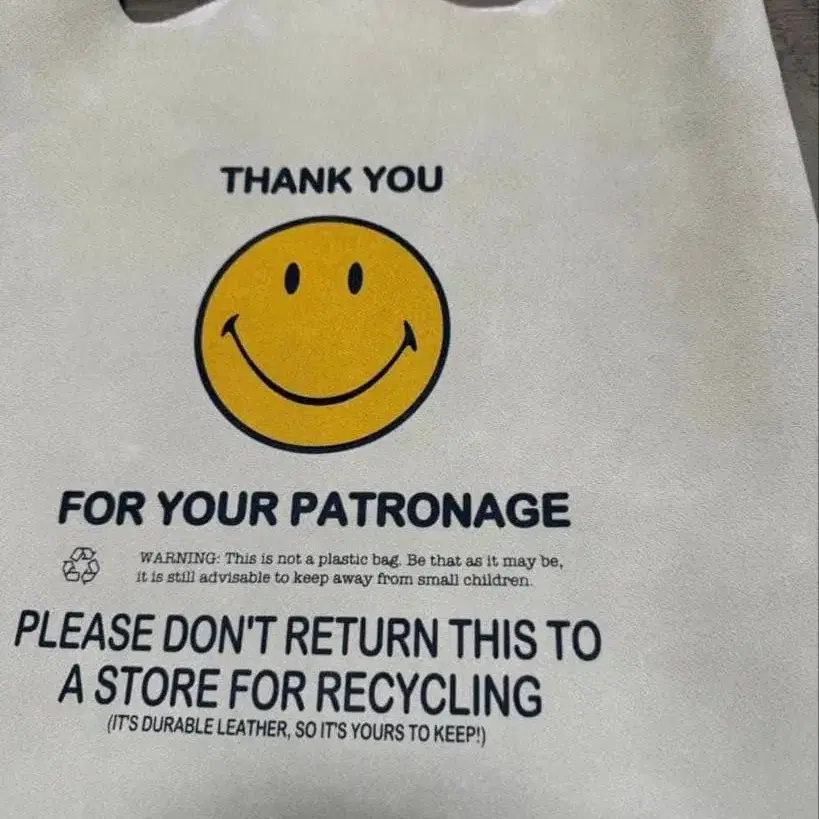 THANK YOU
FOR YOUR PATRONAGE
WARNING: This is not a plastic bag. Be that as it may be,
it is still advisable to keep away from small children.
PLEASE DON'T RETURN THIS TO
A STORE FOR RECYCLING
(IT'S DURABLE LEATHER, SO IT'S YOURS TO KEEP!)